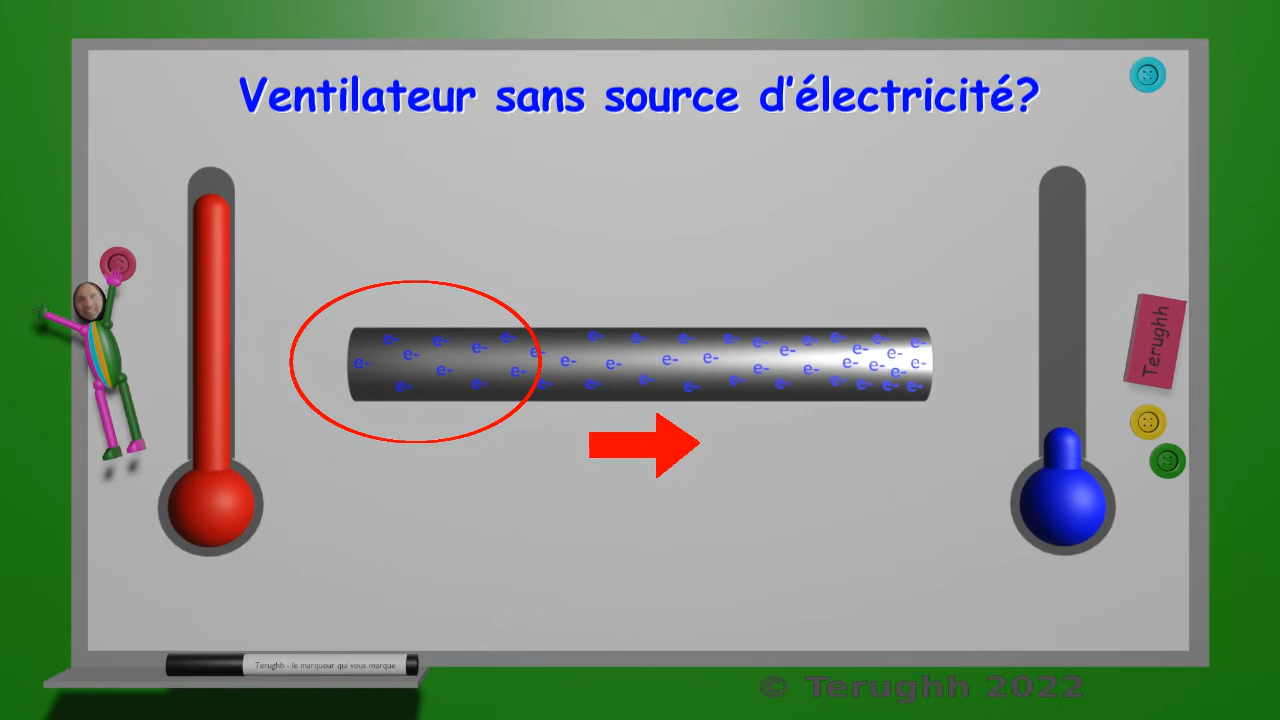 Ventilateur sans source d'électricité?
e- e- e- e- e- e- e- e- e- e- e- e-
e- e- e- e- e- e-
e- e- e- e- e- e- e- e- e-
e- e- e- e- e- e-
e- e- e- e- e- e- e- e- e- e- e-
Terughh
Terughh - le marqueur qui vous marque
© Terughh 2022